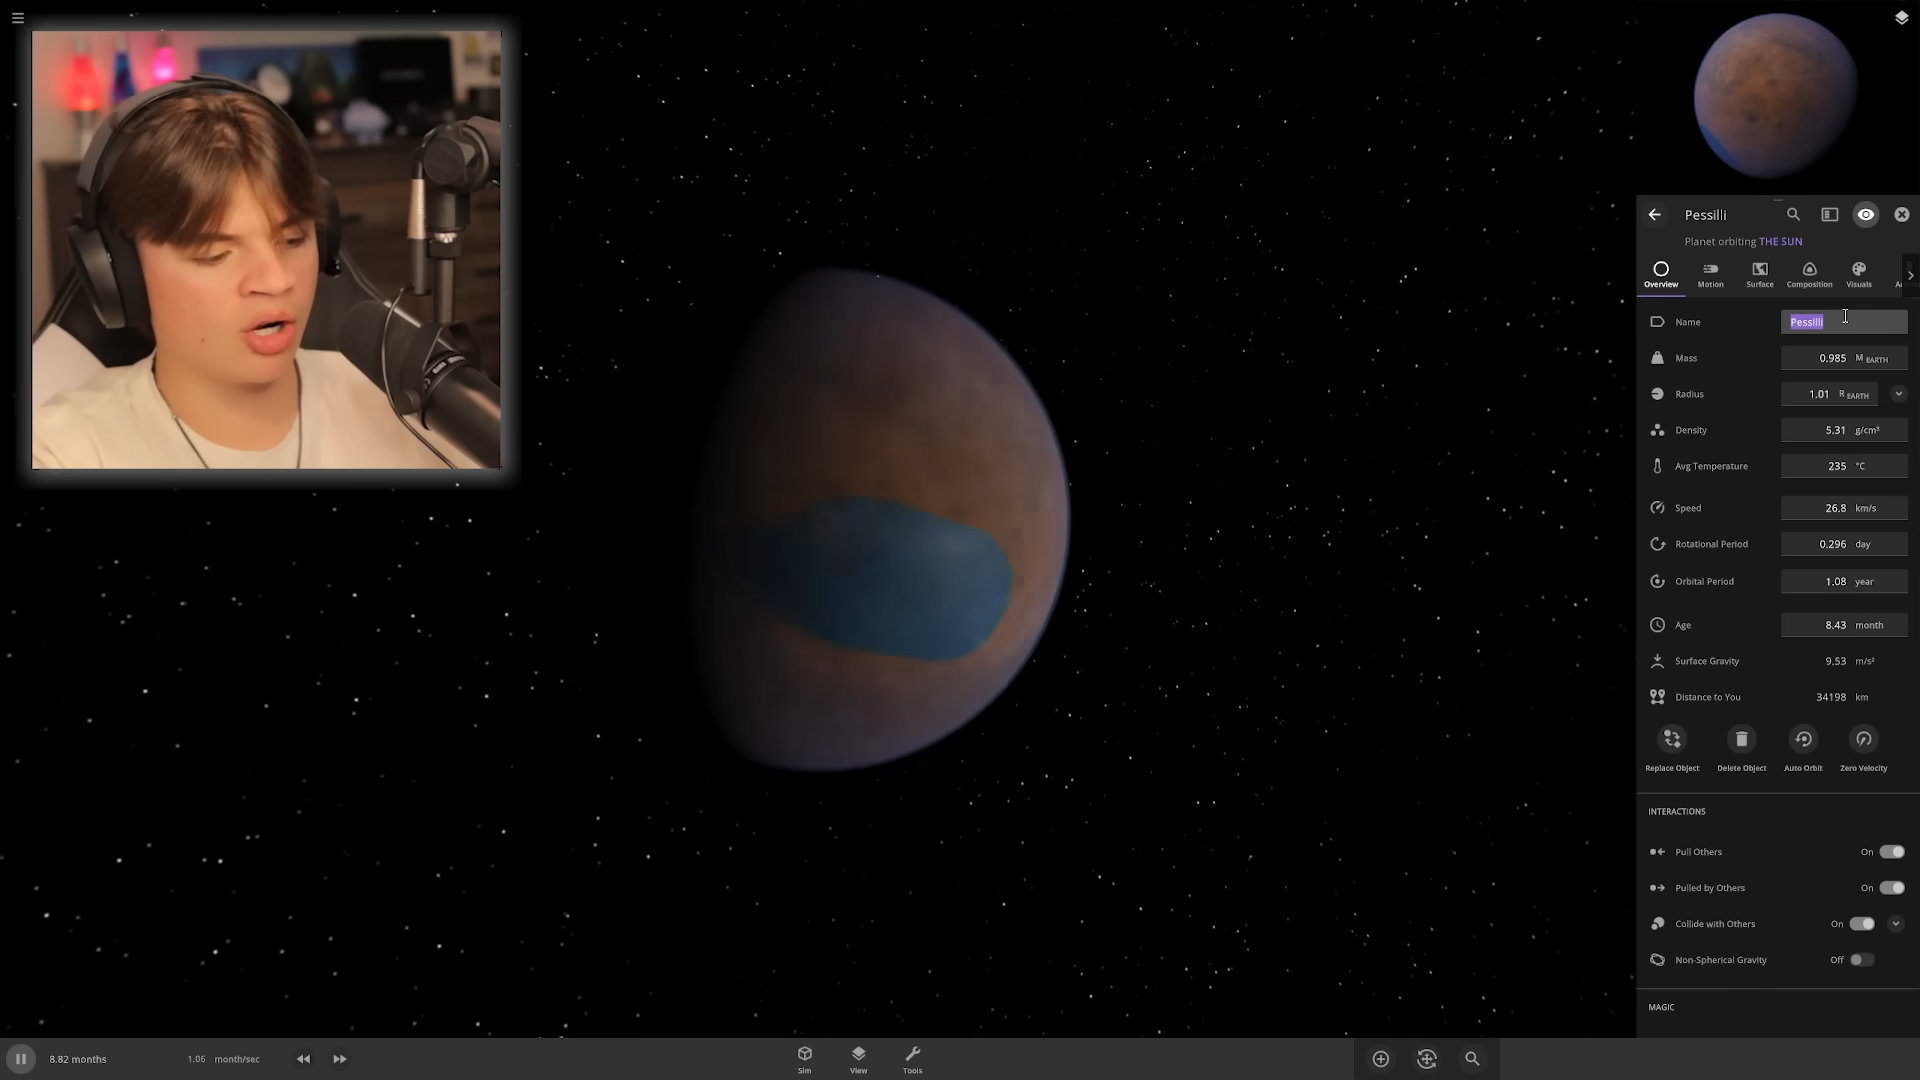 Pessilli
Planet orbiting THE SUN
Overview Motion Surface Composition Visuals
Name Pessilli
Mass 0.985 M EARTH
Radius 1.01 R EARTH
Density 5.31 g/cm³
Avg Temperature 235 °C
Speed 26.8 km/s
Rotational Period 0.296 day
Orbital Period 1.08 year
Age 8.43 month
Surface Gravity 9.53 m/s²
Distance to You 34198 km
Replace Object Delete Object Auto Orbit Zero Velocity
INTERACTIONS
Pull Others On
Pulled by Others On
Collide with Others On
Non-Spherical Gravity Off
MAGIC
8.82 months 1.06 month/sec
Sim View Tools